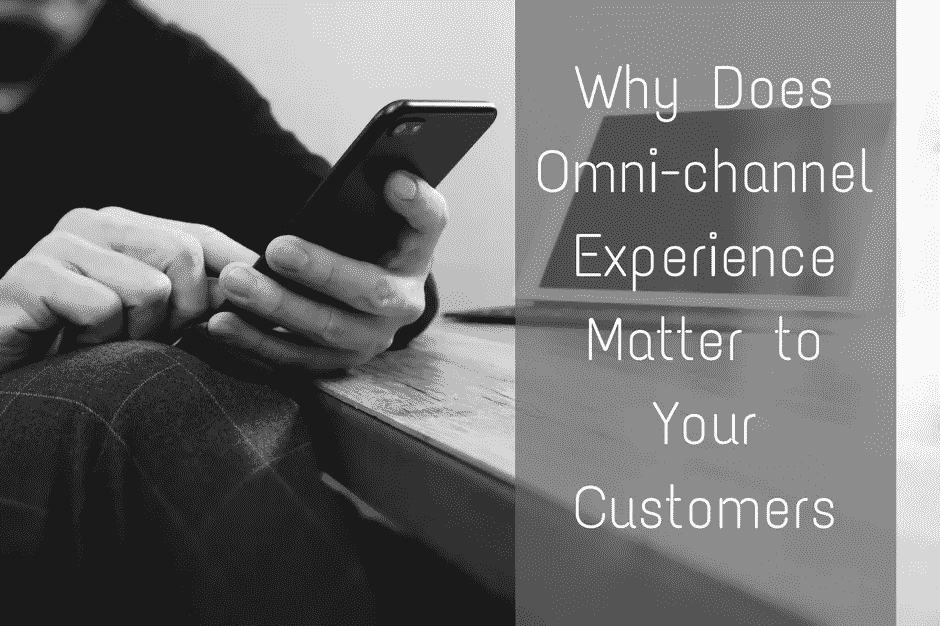 Why Does
Omni-channel
Experience
Matter to
Your
Customers